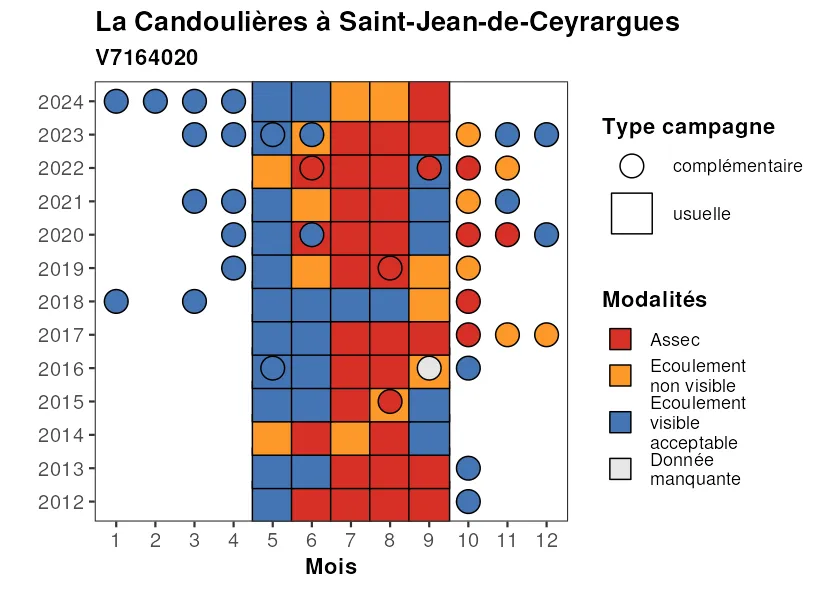 La Candoulières à Saint-Jean-de-Ceyrargues
V7164020
2024
2023
2022
2021
2020
2019
2018
2017
2016
2015
2014
2013
2012
1 2 3 4 5 6 7 8 9 10 11 12
Mois
Type campagne
complémentaire
usuelle
Modalités
Assec
Ecoulement
non visible
Ecoulement
visible
acceptable
Donnée
manquante